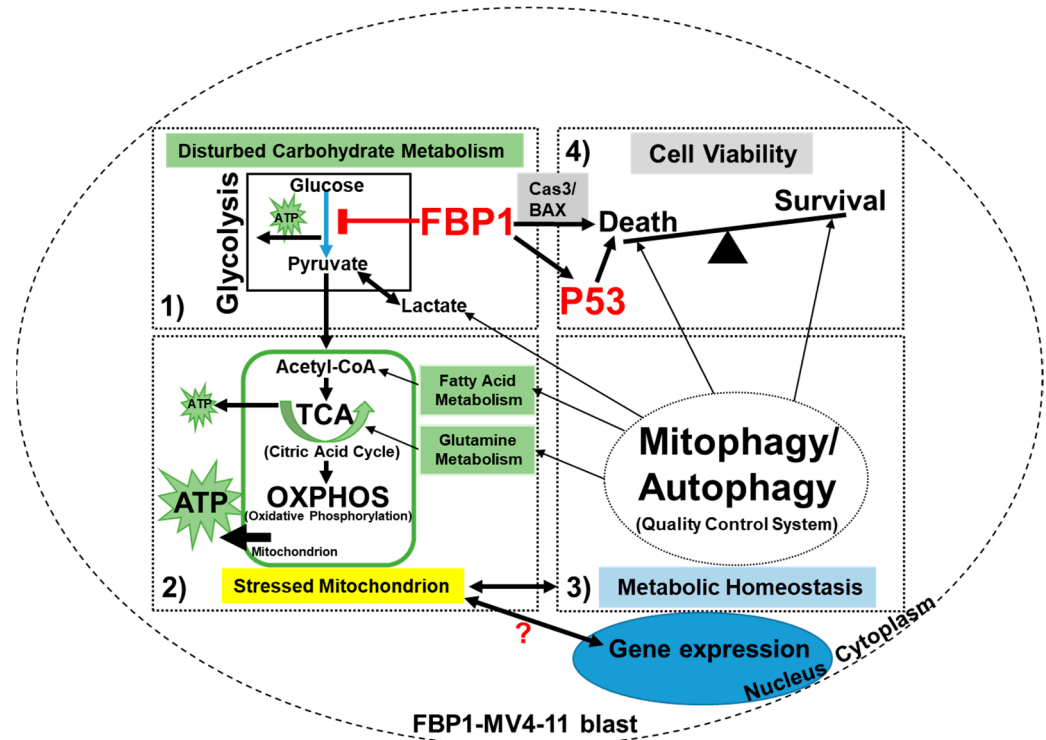 Disturbed Carbohydrate Metabolism
Glycolysis
Glucose
ATP
Pyruvate
Lactate
1)
FBP1
Cas3/
BAX
P53
4)
Cell Viability
Death
Survival
Acetyl-CoA
TCA
(Citric Acid Cycle)
OXPHOS
(Oxidative Phosphorylation)
Mitochondrion
ATP
ATP
Fatty Acid
Metabolism
Glutamine
Metabolism
2)
Stressed Mitochondrion
Mitophagy/
Autophagy
(Quality Control System)
3)
Metabolic Homeostasis
?
Gene expression
Nucleus
Cytoplasm
FBP1-MV4-11 blast